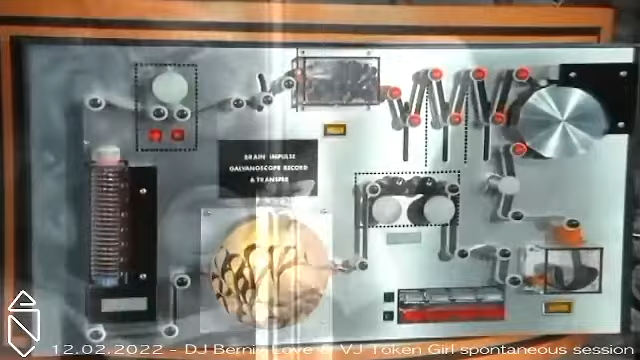 BRAIN IMPULSE
GALVANOSCOPE RECORD
& TRANSFER
12.02.2022 - DJ Bernie Love & VJ Token Girl spontaneous session